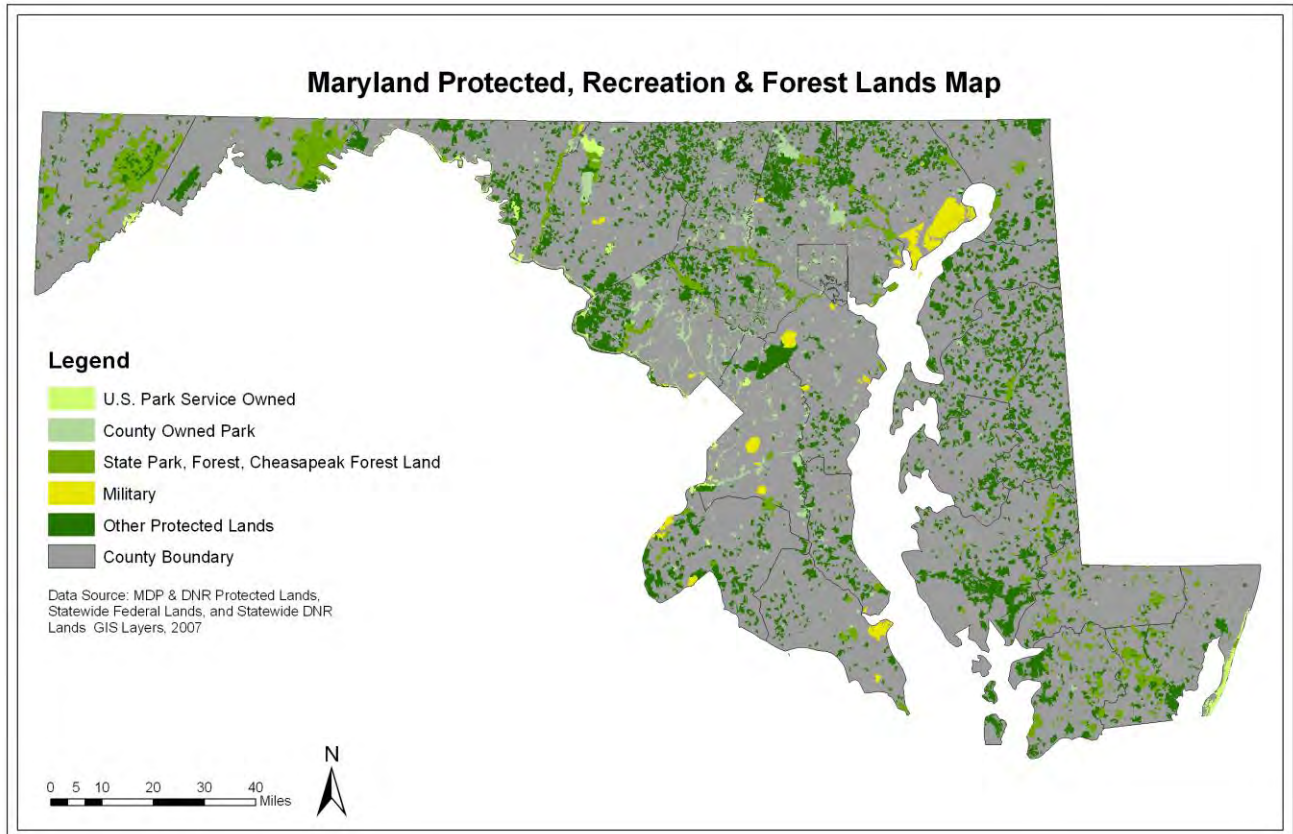 Maryland Protected, Recreation & Forest Lands Map
Legend
U.S. Park Service Owned
County Owned Park
State Park, Forest, Cheasapeak Forest Land
Military
Other Protected Lands
County Boundary
Data Source: MDP & DNR Protected Lands,
Statewide Federal Lands, and Statewide DNR
Lands GIS Layers, 2007
0 5 10 20 30 40
Miles
N